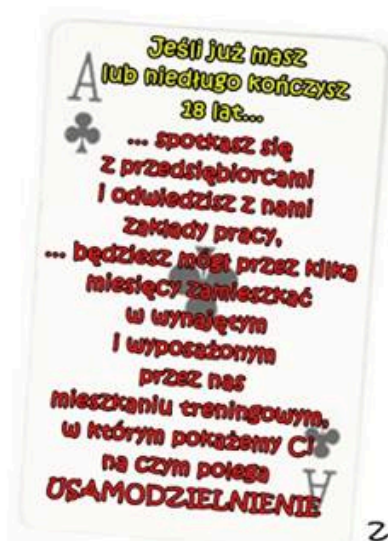 A
Jeśli już masz
lub niedługo kończysz
18 lat...
... spotkasz się
z przedsiębiorcami
i odwiedzisz z nami
zakłady pracy,
... będziesz mógł przez kilka
miesięcy zamieszkać
w wynajętym
i wyposażonym
przez nas
mieszkaniu treningowym,
w którym pokażemy Ci
na czym polega
USAMODZIELNIENIE
A
2